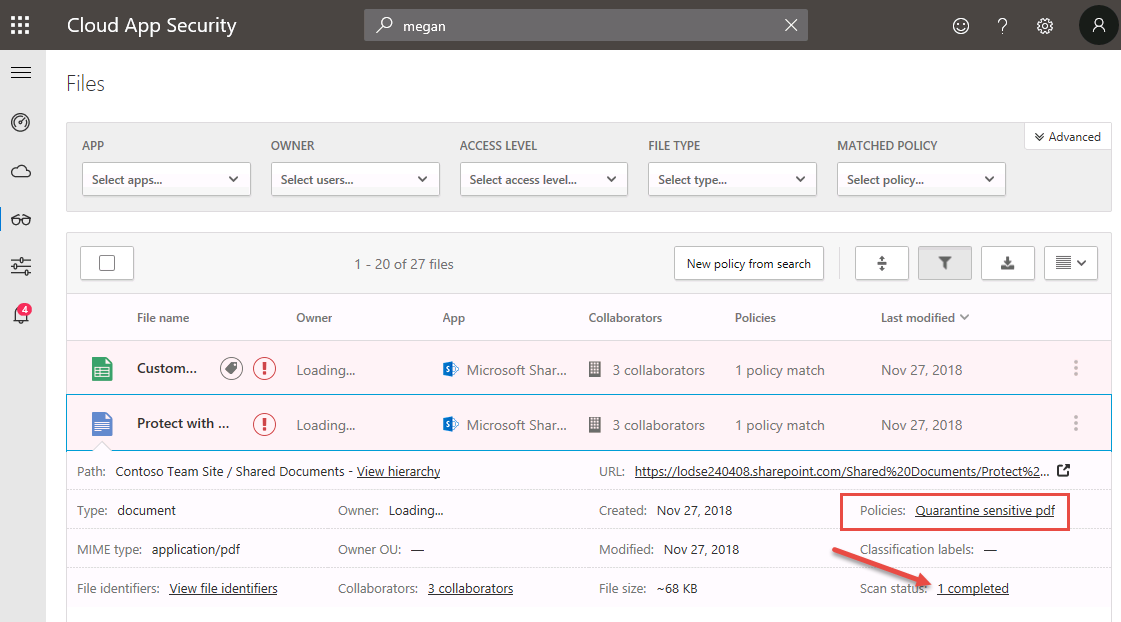 Cloud App Security
megan
Files
APP OWNER ACCESS LEVEL FILE TYPE MATCHED POLICY Advanced
Select apps... Select users... Select access level... Select type... Select policy...
1 - 20 of 27 files New policy from search
4
File name Owner App Collaborators Policies Last modified
Custom... Loading... Microsoft Shar... 3 collaborators 1 policy match Nov 27, 2018
Protect with ... Loading... Microsoft Shar... 3 collaborators 1 policy match Nov 27, 2018
Path: Contoso Team Site / Shared Documents - View hierarchy URL: https://lodse240408.sharepoint.com/Shared%20Documents/Protect%2...
Type: document Owner: Loading... Created: Nov 27, 2018 Policies: Quarantine sensitive pdf
MIME type: application/pdf Owner OU: — Modified: Nov 27, 2018 Classification labels: —
File identifiers: View file identifiers Collaborators: 3 collaborators File size: ~68 KB Scan status: 1 completed